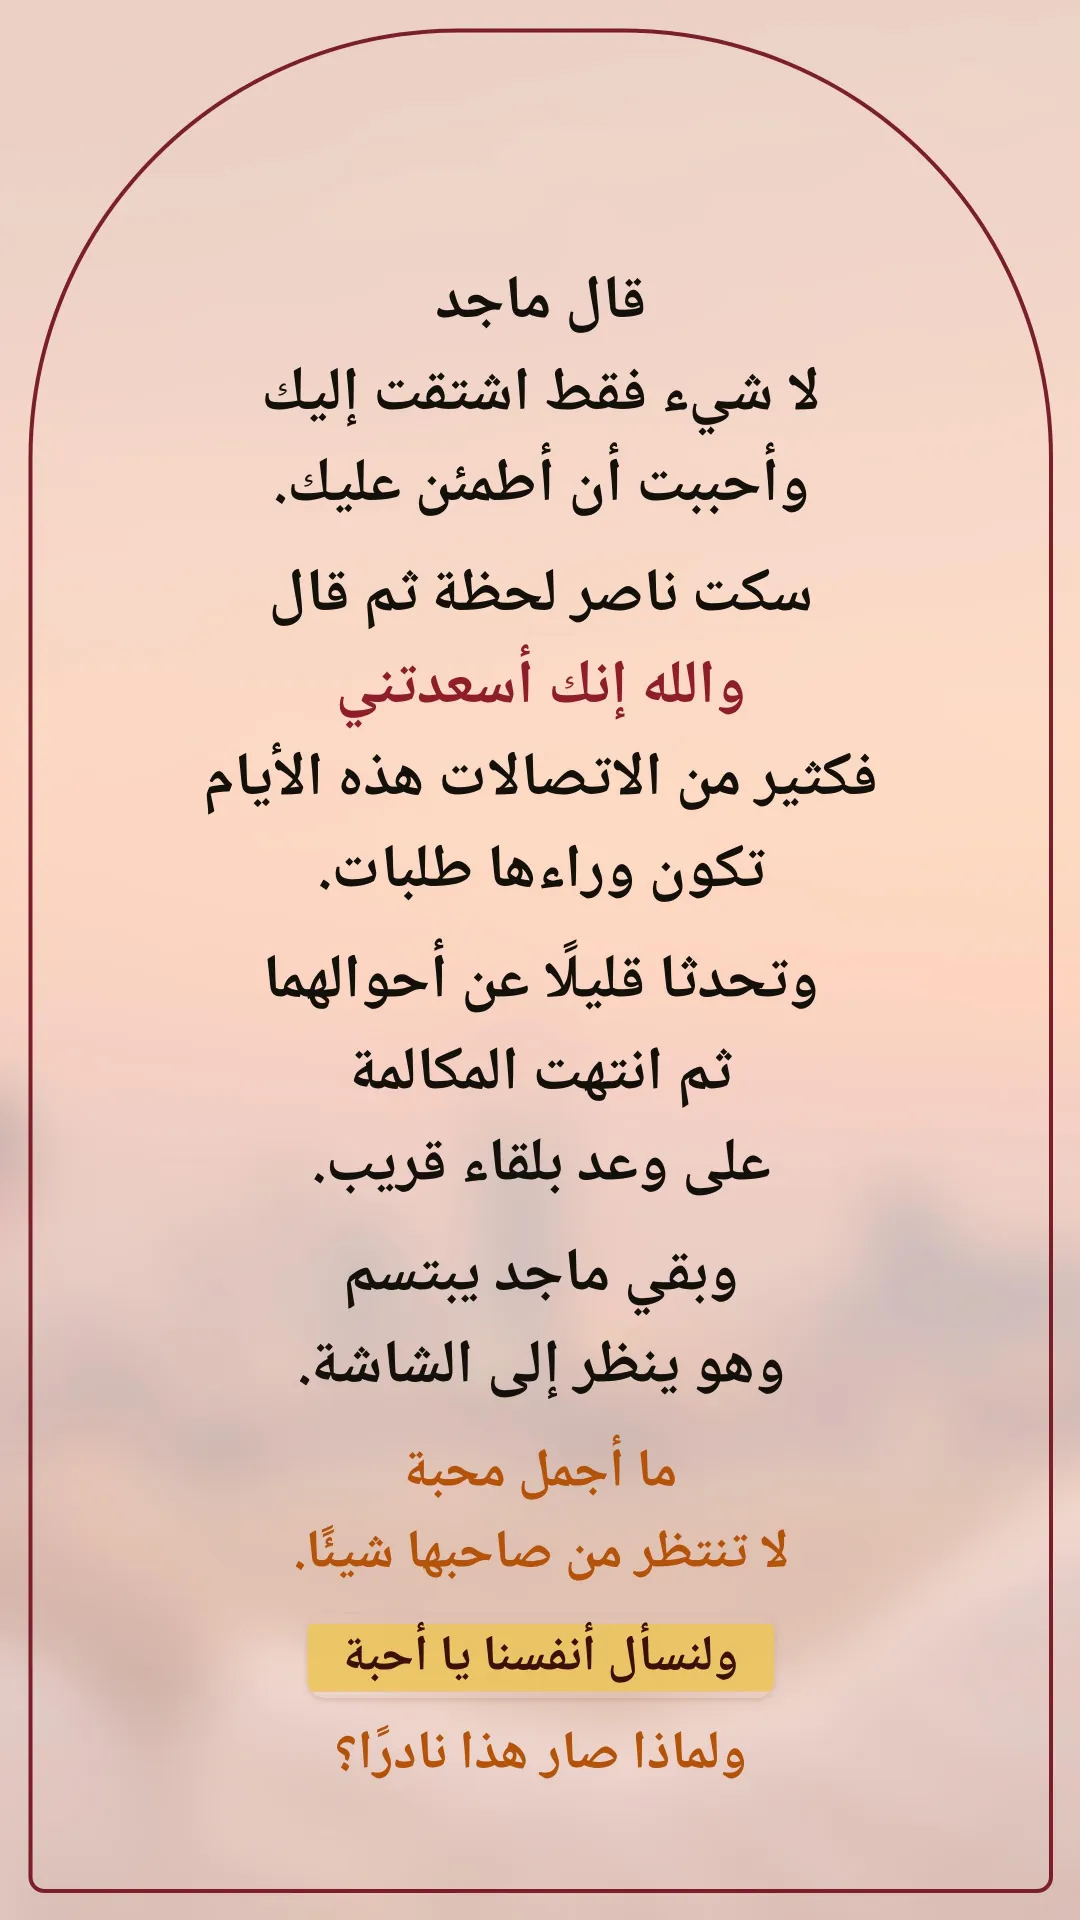 قال ماجد
لا شيء فقط اشتقت إليك
وأحببت أن أطمئن عليك.
سكت ناصر لحظة ثم قال
والله إنك أسعدتني
فكثير من الاتصالات هذه الأيام
تكون وراءها طلبات.
وتحدثا قليلًا عن أحوالهما
ثم انتهت المكالمة
على وعد بلقاء قريب.
وبقي ماجد يبتسم
وهو ينظر إلى الشاشة.
ما أجمل محبة
لا تنتظر من صاحبها شيئًا.
ولنسأل أنفسنا يا أحبة
ولماذا صار هذا نادرًا؟